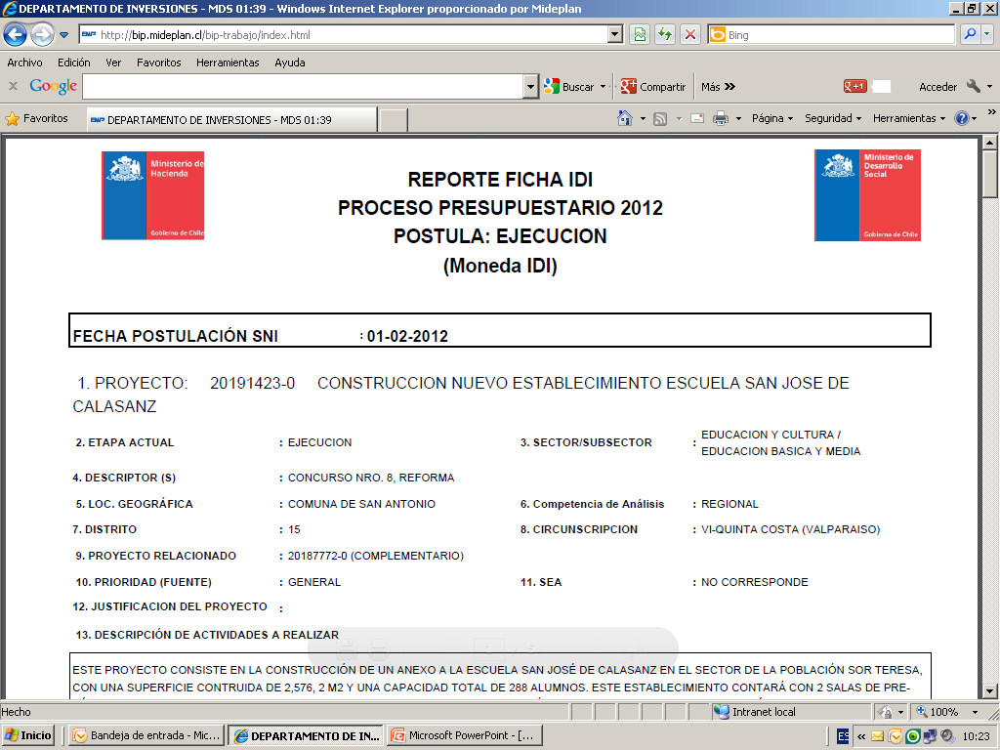 DEPARTAMENTO DE INVERSIONES - MDS 01:39 - Windows Internet Explorer proporcionado por Mideplan
http://bip.mideplan.cl/bip-trabajo/index.html
Bing
Archivo Edición Ver Favoritos Herramientas Ayuda
x Google Buscar Compartir Más » +1 Acceder
Favoritos BIP DEPARTAMENTO DE INVERSIONES - MDS 01:39 Página Seguridad Herramientas »
Ministerio de
Hacienda
Gobierno de Chile
REPORTE FICHA IDI
PROCESO PRESUPUESTARIO 2012
POSTULA: EJECUCION
(Moneda IDI)
Ministerio de
Desarrollo
Social
Gobierno de Chile
FECHA POSTULACIÓN SNI : 01-02-2012
1. PROYECTO: 20191423-0 CONSTRUCCION NUEVO ESTABLECIMIENTO ESCUELA SAN JOSE DE
CALASANZ
2. ETAPA ACTUAL : EJECUCION
3. SECTOR/SUBSECTOR : EDUCACION Y CULTURA /
EDUCACION BASICA Y MEDIA
4. DESCRIPTOR (S) : CONCURSO NRO. 8, REFORMA
5. LOC. GEOGRÁFICA : COMUNA DE SAN ANTONIO
6. Competencia de Análisis : REGIONAL
7. DISTRITO : 15
8. CIRCUNSCRIPCION : VI-QUINTA COSTA (VALPARAISO)
9. PROYECTO RELACIONADO : 20187772-0 (COMPLEMENTARIO)
10. PRIORIDAD (FUENTE) : GENERAL
11. SEA : NO CORRESPONDE
12. JUSTIFICACION DEL PROYECTO :
13. DESCRIPCIÓN DE ACTIVIDADES A REALIZAR
ESTE PROYECTO CONSISTE EN LA CONSTRUCCIÓN DE UN ANEXO A LA ESCUELA SAN JOSÉ DE CALASANZ EN EL SECTOR DE LA POBLACIÓN SOR TERESA,
CON UNA SUPERFICIE CONTRUIDA DE 2,576, 2 M2 Y UNA CAPACIDAD TOTAL DE 288 ALUMNOS. ESTE ESTABLECIMIENTO CONTARÁ CON 2 SALAS DE PRE-
Hecho Intranet local 100%
Inicio Bandeja de entrada - Mic... DEPARTAMENTO DE IN... Microsoft PowerPoint - [... ES « 10:23